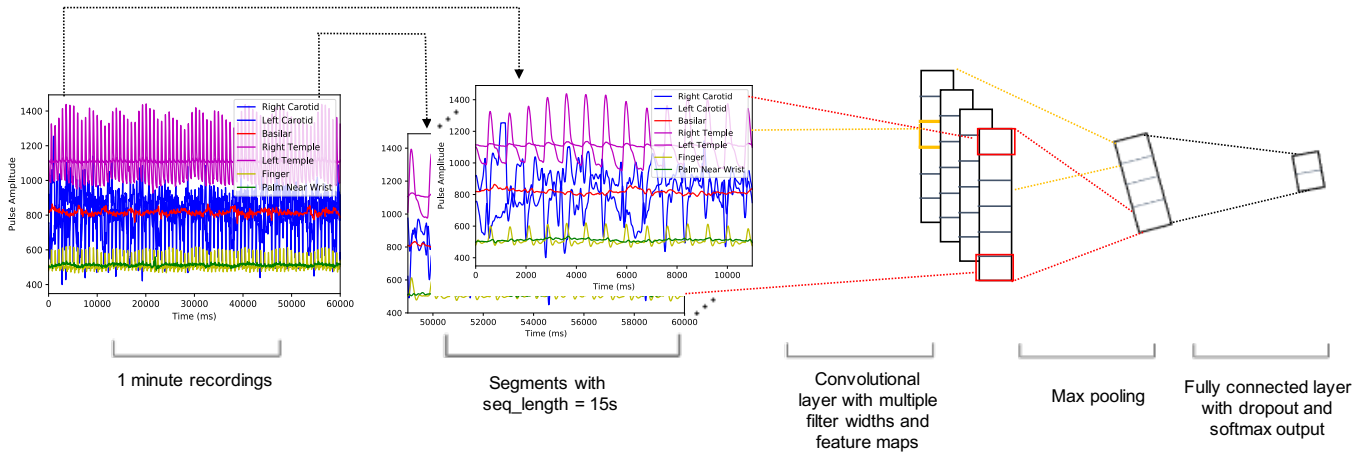 1400
1200
1000
800
600
400
Pulse Amplitude
0
10000
20000
30000
40000
50000
60000
Time (ms)
Right Carotid
Left Carotid
Basilar
Right Temple
Left Temple
Finger
Palm Near Wrist
1400
1200
1000
800
600
400
50000
52000
54000
56000
58000
60000
Time (ms)
1400
1200
1000
800
600
400
Pulse Amplitude
0
2000
4000
6000
8000
10000
Time (ms)
Right Carotid
Left Carotid
Basilar
Right Temple
Left Temple
Finger
Palm Near Wrist
1 minute recordings
Segments with
seq_length = 15s
Convolutional
layer with multiple
filter widths and
feature maps
Max pooling
Fully connected layer
with dropout and
softmax output